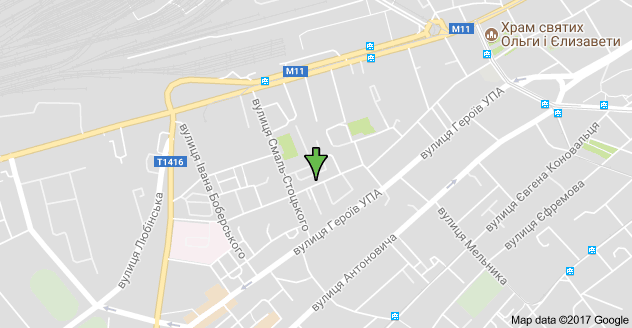 Храм святих
Ольги і Єлизавети
M11
M11
T1416
вулиця Героїв УПА
вулиця Смаль-Стоцького
вулиця Івана Боберського
вулиця Любінська
вулиця Героїв УПА
вулиця Антоновича
вулиця Мельника
вулиця Євгена Коновальця
вулиця Єфремова
Map data ©2017 Google